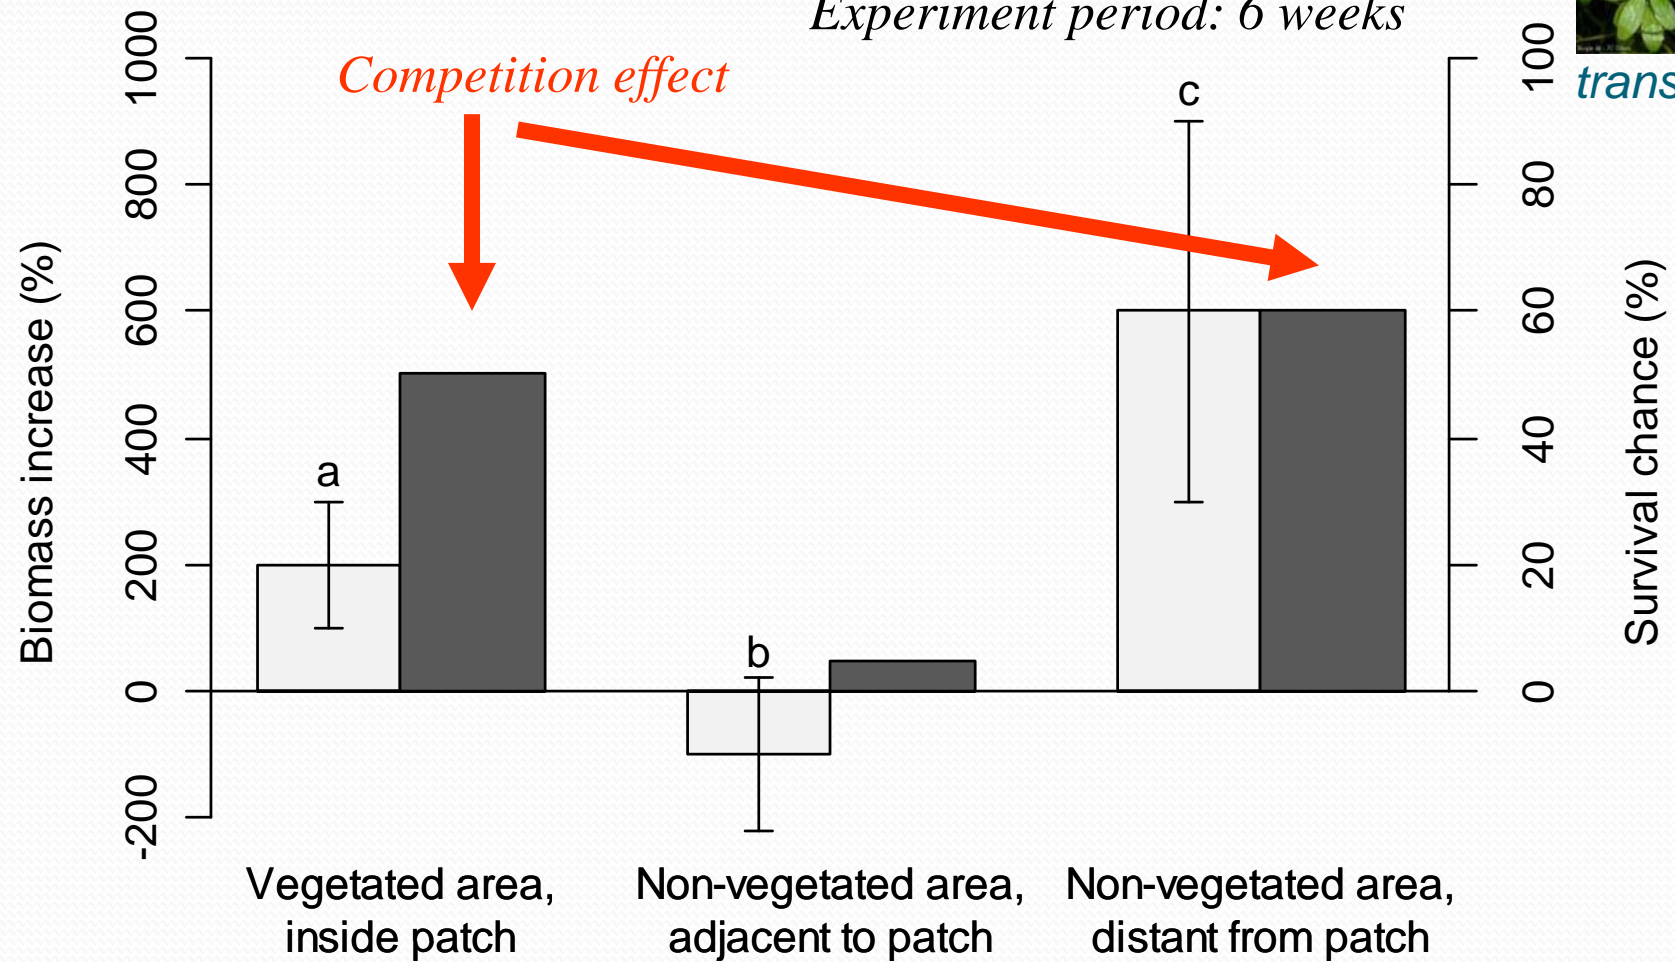 Experiment period: 6 weeks
Competition effect
trans
c
a
b
Biomass increase (%)
1000
800
600
400
200
0
-200
100
80
60
40
20
0
Survival chance (%)
Vegetated area,
inside patch
Non-vegetated area,
adjacent to patch
Non-vegetated area,
distant from patch